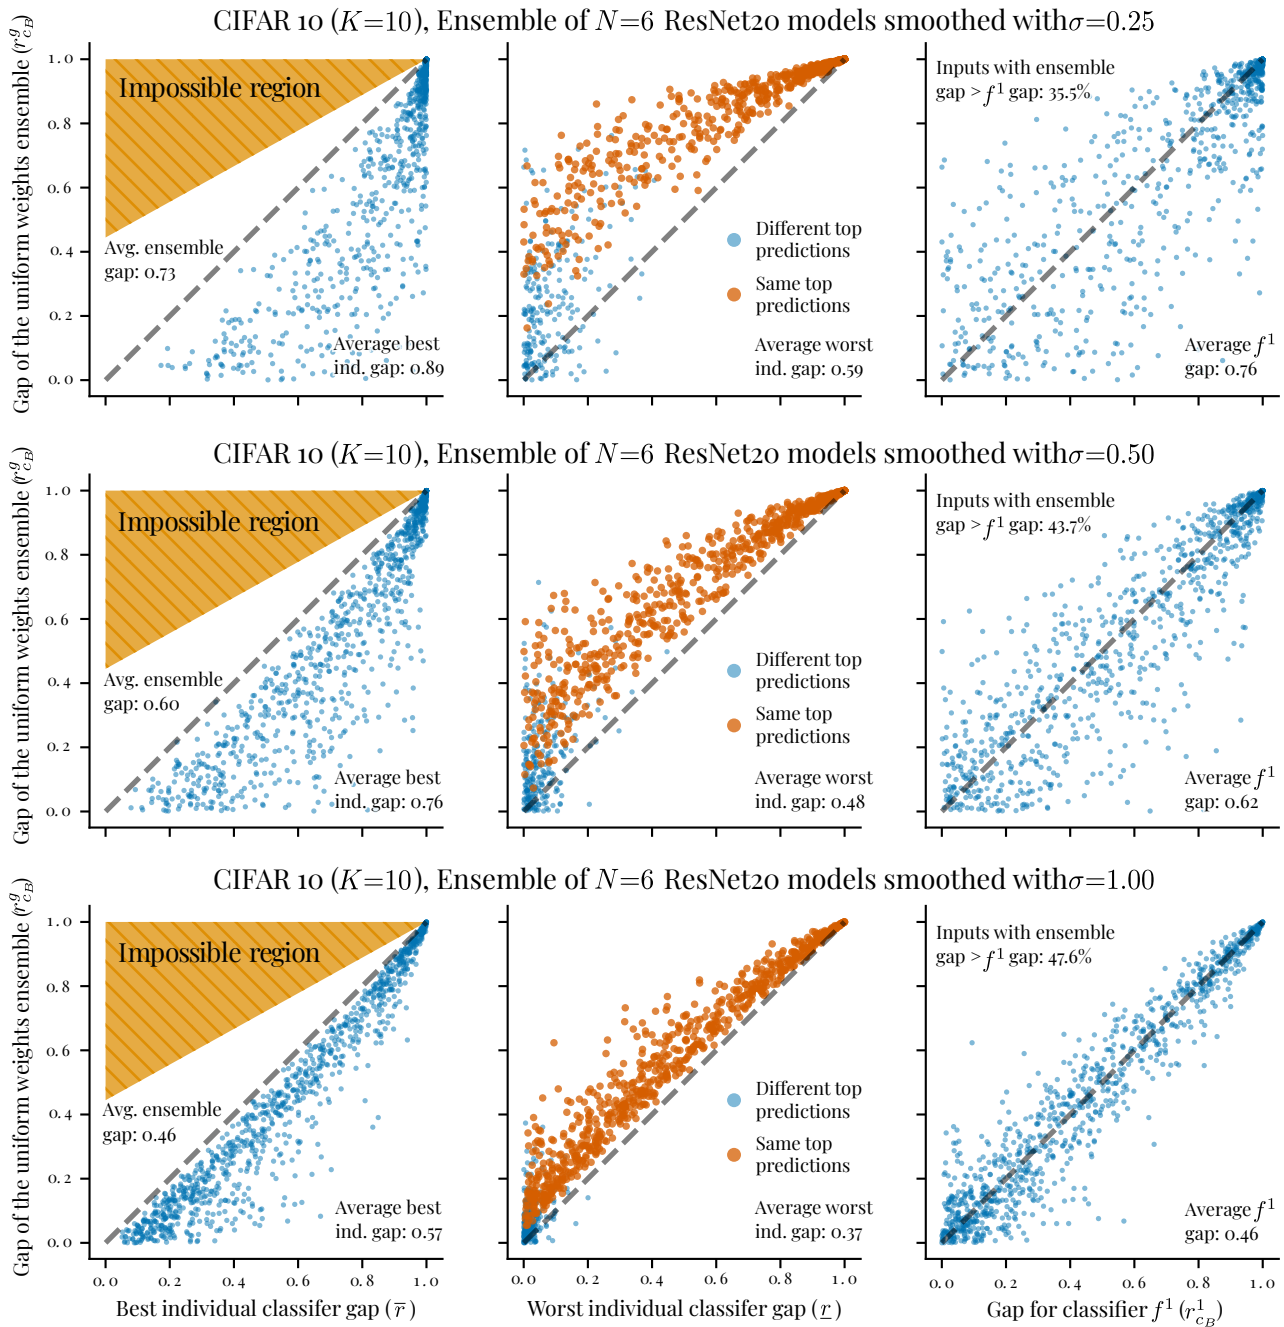 CIFAR 10 (K=10), Ensemble of N=6 ResNet20 models smoothed withσ=0.25
Gap of the uniform weights ensemble (r^g_{c_B})
1.0
0.8
0.6
0.4
0.2
0.0
Impossible region
Avg. ensemble
gap: 0.73
Average best
ind. gap: 0.89
Different top
predictions
Same top
predictions
Average worst
ind. gap: 0.59
Inputs with ensemble
gap > f^1 gap: 35.5%
Average f^1
gap: 0.76
CIFAR 10 (K=10), Ensemble of N=6 ResNet20 models smoothed withσ=0.50
Gap of the uniform weights ensemble (r^g_{c_B})
1.0
0.8
0.6
0.4
0.2
0.0
Impossible region
Avg. ensemble
gap: 0.60
Average best
ind. gap: 0.76
Different top
predictions
Same top
predictions
Average worst
ind. gap: 0.48
Inputs with ensemble
gap > f^1 gap: 43.7%
Average f^1
gap: 0.62
CIFAR 10 (K=10), Ensemble of N=6 ResNet20 models smoothed withσ=1.00
Gap of the uniform weights ensemble (r^g_{c_B})
1.0
0.8
0.6
0.4
0.2
0.0
Impossible region
Avg. ensemble
gap: 0.46
Average best
ind. gap: 0.57
Different top
predictions
Same top
predictions
Average worst
ind. gap: 0.37
Inputs with ensemble
gap > f^1 gap: 47.6%
Average f^1
gap: 0.46
0.0 0.2 0.4 0.6 0.8 1.0
0.0 0.2 0.4 0.6 0.8 1.0
0.0 0.2 0.4 0.6 0.8 1.0
Best individual classifer gap (r̅)
Worst individual classifer gap (r̲)
Gap for classifier f^1 (r^1_{c_B})